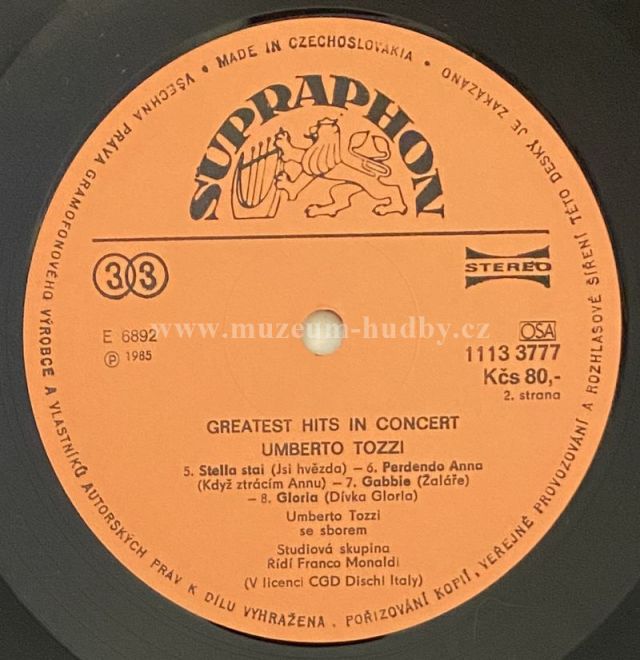 VŠECHNA PRÁVA GRAMOFONOVÉHO VÝROBCE A VLASTNÍKŮ AUTORSKÝCH PRÁV K DÍLU VYHRAŽENA. POŘIZOVÁNÍ KOPIÍ, VEŘEJNÉ PROVOZOVÁNÍ A ROZHLASOVÉ ŠÍŘENÍ TÉTO DESKY JE ZAKÁZÁNO • MADE IN CZECHOSLOVAKIA •
SUPRAPHON
33
STEREO
www.muzeum-hudby.cz
E 6892
OSA
Ⓟ 1985
1113 3777
Kčs 80,-
2. strana
GREATEST HITS IN CONCERT
UMBERTO TOZZI
5. Stella stai (Jsi hvězda) – 6. Perdendo Anna
(Když ztrácím Annu) – 7. Gabbie (Žaláře)
– 8. Gloria (Dívka Gloria)
Umberto Tozzi
se sborem
Studiová skupina
Řídí Franco Monaldi
(V licenci CGD Dischi Italy)